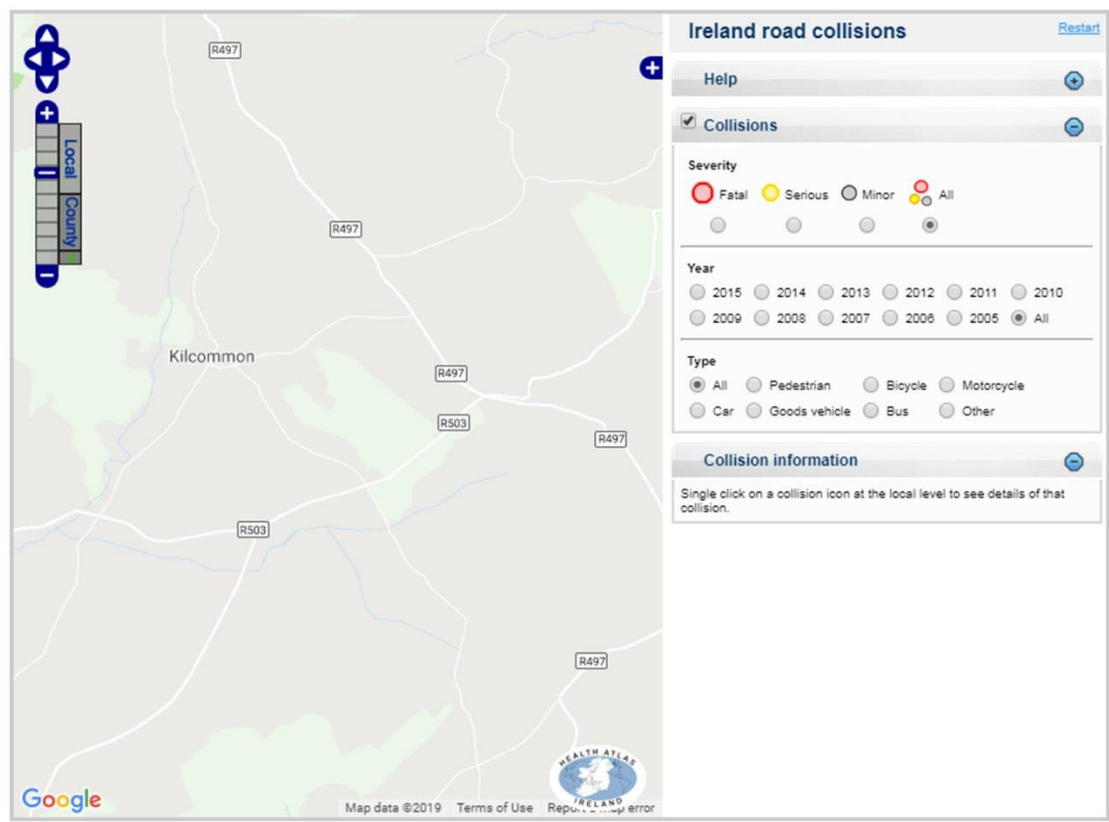 R497
Local
County
R497
Kilcommon
R497
R503
R497
R503
R497
HEALTH ATLAS
IRELAND
Google
Map data ©2019 Terms of Use Report a map error
Ireland road collisions
Restart
Help
Collisions
Severity
Fatal Serious Minor All
Year
2015 2014 2013 2012 2011 2010
2009 2008 2007 2006 2005 All
Type
All Pedestrian Bicycle Motorcycle
Car Goods vehicle Bus Other
Collision information
Single click on a collision icon at the local level to see details of that
collision.